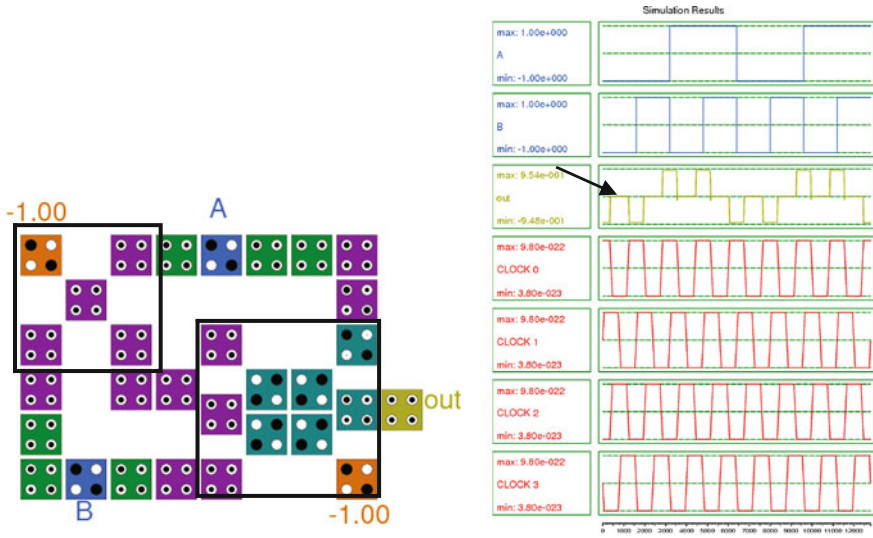 -1.00
A
B
out
-1.00
Simulation Results
max: 1.00e+000
A
min: -1.00e+000
max: 1.00e+000
B
min: -1.00e+000
max: 9.54e-001
out
min: -9.48e-001
max: 9.80e-022
CLOCK 0
min: 3.80e-023
max: 9.80e-022
CLOCK 1
min: 3.80e-023
max: 9.80e-022
CLOCK 2
min: 3.80e-023
max: 9.80e-022
CLOCK 3
min: 3.80e-023
0 1000 2000 3000 4000 5000 6000 7000 8000 9000 10000 11000 12000